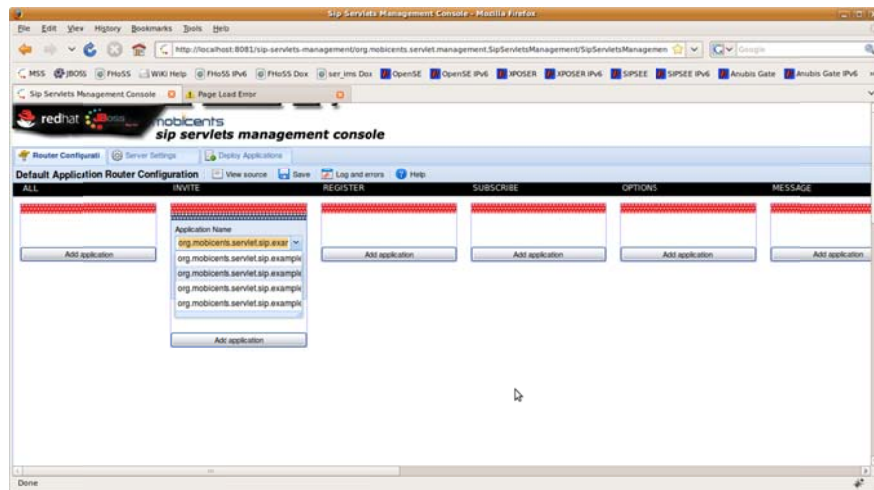 Sip Servlets Management Console - Mozilla Firefox
File Edit View History Bookmarks Tools Help
http://localhost:8081/sip-servlets-management/org.mobicents.servlet.management.SipServletsManagement/SipServletsManagemen
Google
MSS JBOSS FHoSS Wiki Help FHoSS IPv6 FHoSS Dox ser_ims Dox OpenSE OpenSE IPv6 XPOSER XPOSER IPv6 SIPSEE SIPSEE IPv6 Anubis Gate Anubis Gate IPv6
Sip Servlets Management Console Page Load Error
redhat JBoss mobicents
sip servlets management console
Router Configurati Server Settings Deploy Applications
Default Application Router Configuration View source Save Log and errors Help
ALL INVITE REGISTER SUBSCRIBE OPTIONS MESSAGE
Application Name
org.mobicents.servlet.sip.exar
org.mobicents.servlet.sip.example
org.mobicents.servlet.sip.example
org.mobicents.servlet.sip.example
org.mobicents.servlet.sip.example
Add application Add application Add application Add application Add application
Add application
Done